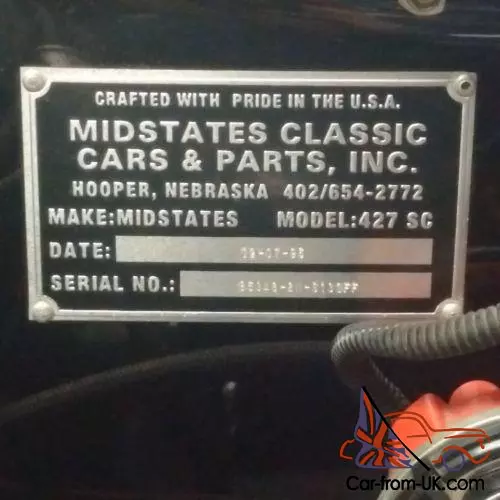 CRAFTED WITH PRIDE IN THE U.S.A.
MIDSTATES CLASSIC
CARS & PARTS, INC.
HOOPER, NEBRASKA 402/654-2772
MAKE:MIDSTATES MODEL:427 SC
DATE:
SERIAL NO.:
Car-from-UK.com